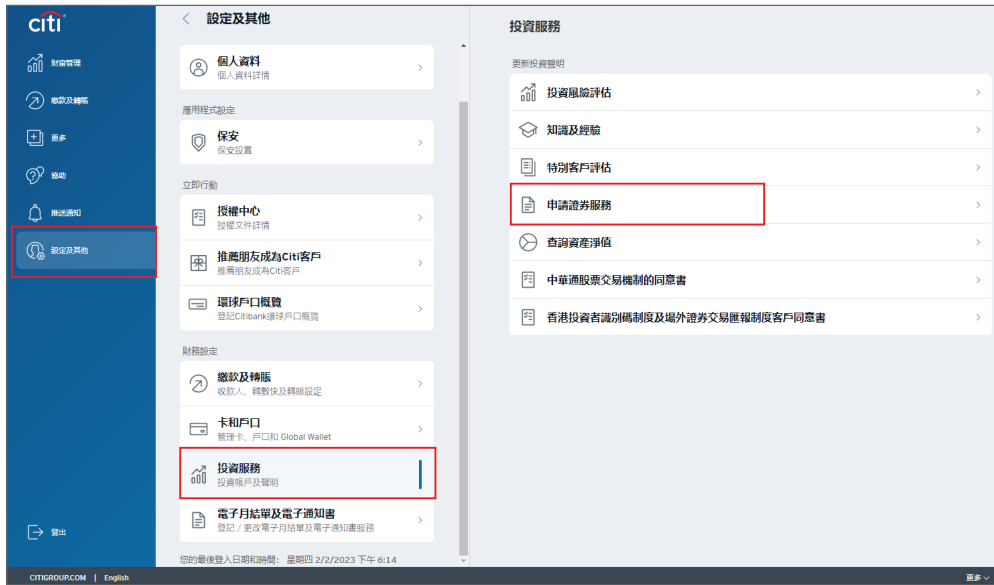 citi
財富管理
繳款及轉賬
更多
協助
推送通知
設定及其他
登出
設定及其他
個人資料
個人資料詳情
應用程式設定
保安
保安設置
立即行動
授權中心
授權文件詳情
推薦朋友成為Citi客戶
推薦朋友成為Citi客戶
環球戶口概覽
登記Citibank環球戶口概覽
財務設定
繳款及轉賬
收款人、轉數快及轉賬設定
卡和戶口
管理卡、戶口和 Global Wallet
投資服務
投資帳戶及聲明
電子月結單及電子通知書
登記 / 更改電子月結單及電子通知書服務
您的最後登入日期和時間： 星期四 2/2/2023 下午 6:14
投資服務
更新投資聲明
投資風險評估
知識及經驗
特別客戶評估
申請證券服務
查詢資產淨值
中華通股票交易機制的同意書
香港投資者識別碼制度及場外證券交易匯報制度客戶同意書
CITIGROUP.COM | English
更多